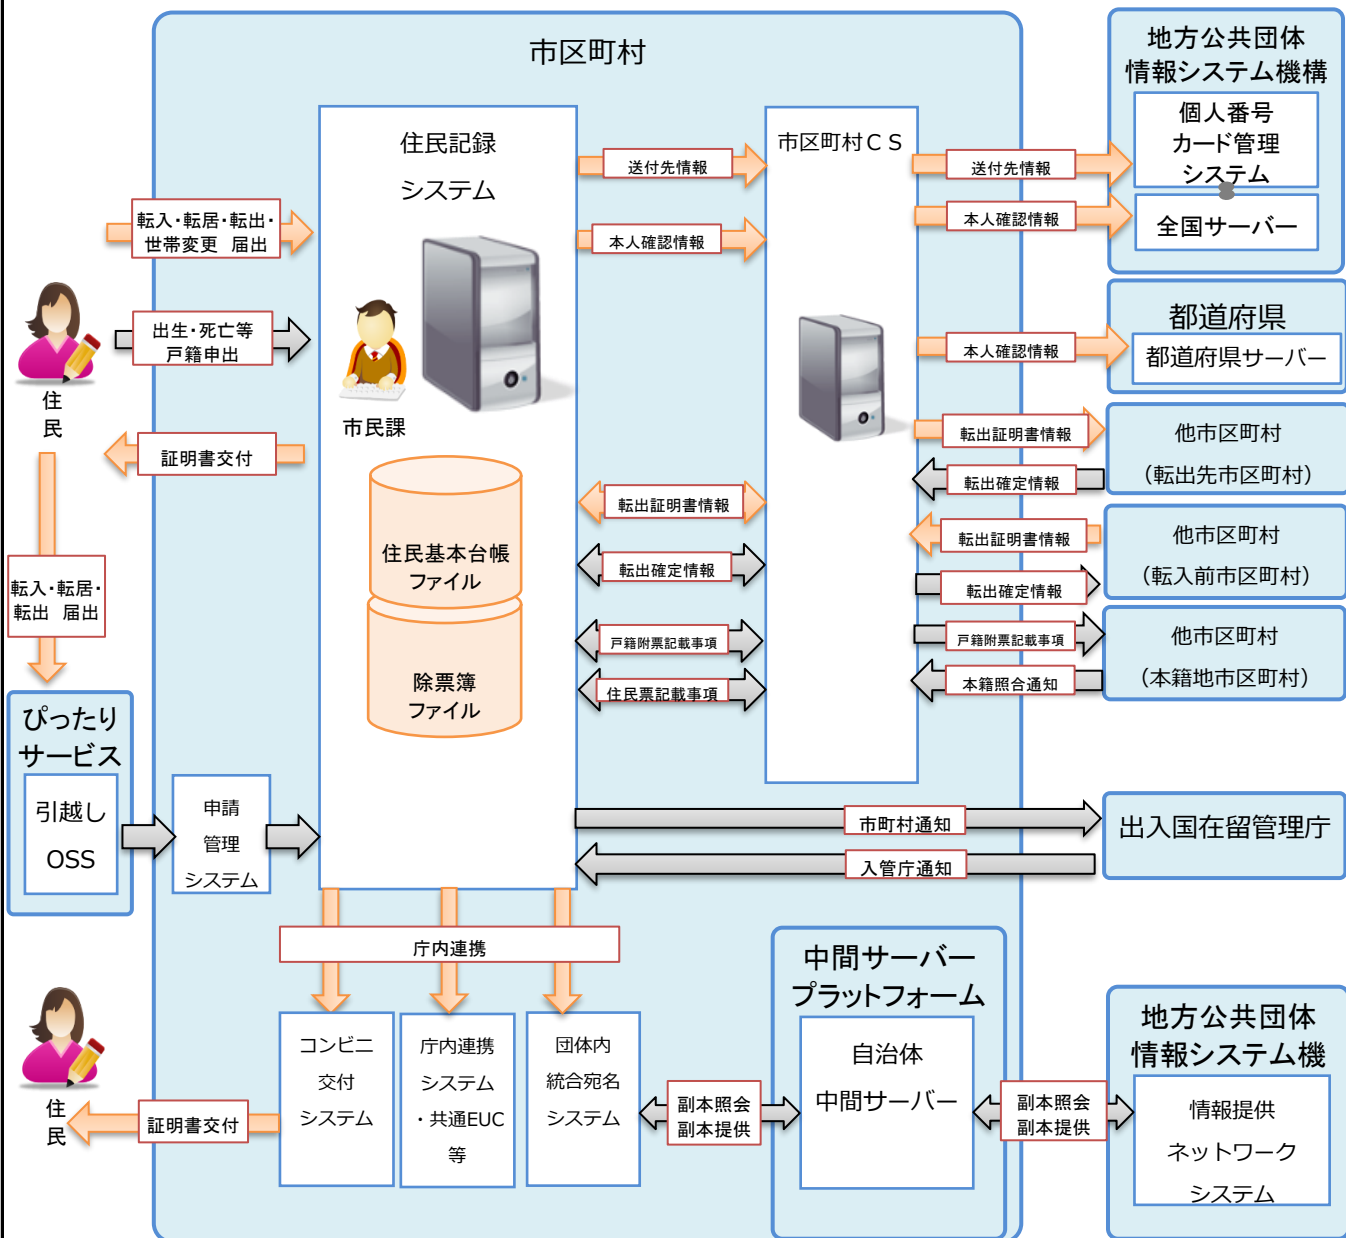 市区町村
地方公共団体
情報システム機構
個人番号
カード管理
システム
全国サーバー
住民記録
システム
市区町村ＣＳ
送付先情報
送付先情報
本人確認情報
本人確認情報
転入・転居・転出・
世帯変更　届出
出生・死亡等
戸籍申出
住
民
市民課
証明書交付
都道府県
都道府県サーバー
本人確認情報
転出証明書情報
転出確定情報
他市区町村
（転出先市区町村）
住民基本台帳
ファイル
転出証明書情報
転出確定情報
転出証明書情報
転出確定情報
他市区町村
（転入前市区町村）
転入・転居・
転出　届出
除票簿
ファイル
戸籍附票記載事項
住民票記載事項
戸籍附票記載事項
本籍照合通知
他市区町村
（本籍地市区町村）
ぴったり
サービス
引越し
OSS
申請
管理
システム
市町村通知
入管庁通知
出入国在留管理庁
庁内連携
コンビニ
交付
システム
庁内連携
システム
・共通EUC
等
団体内
統合宛名
システム
副本照会
副本提供
中間サーバー
プラットフォーム
自治体
中間サーバー
副本照会
副本提供
地方公共団体
情報システム機
情報提供
ネットワーク
システム
住
民
証明書交付